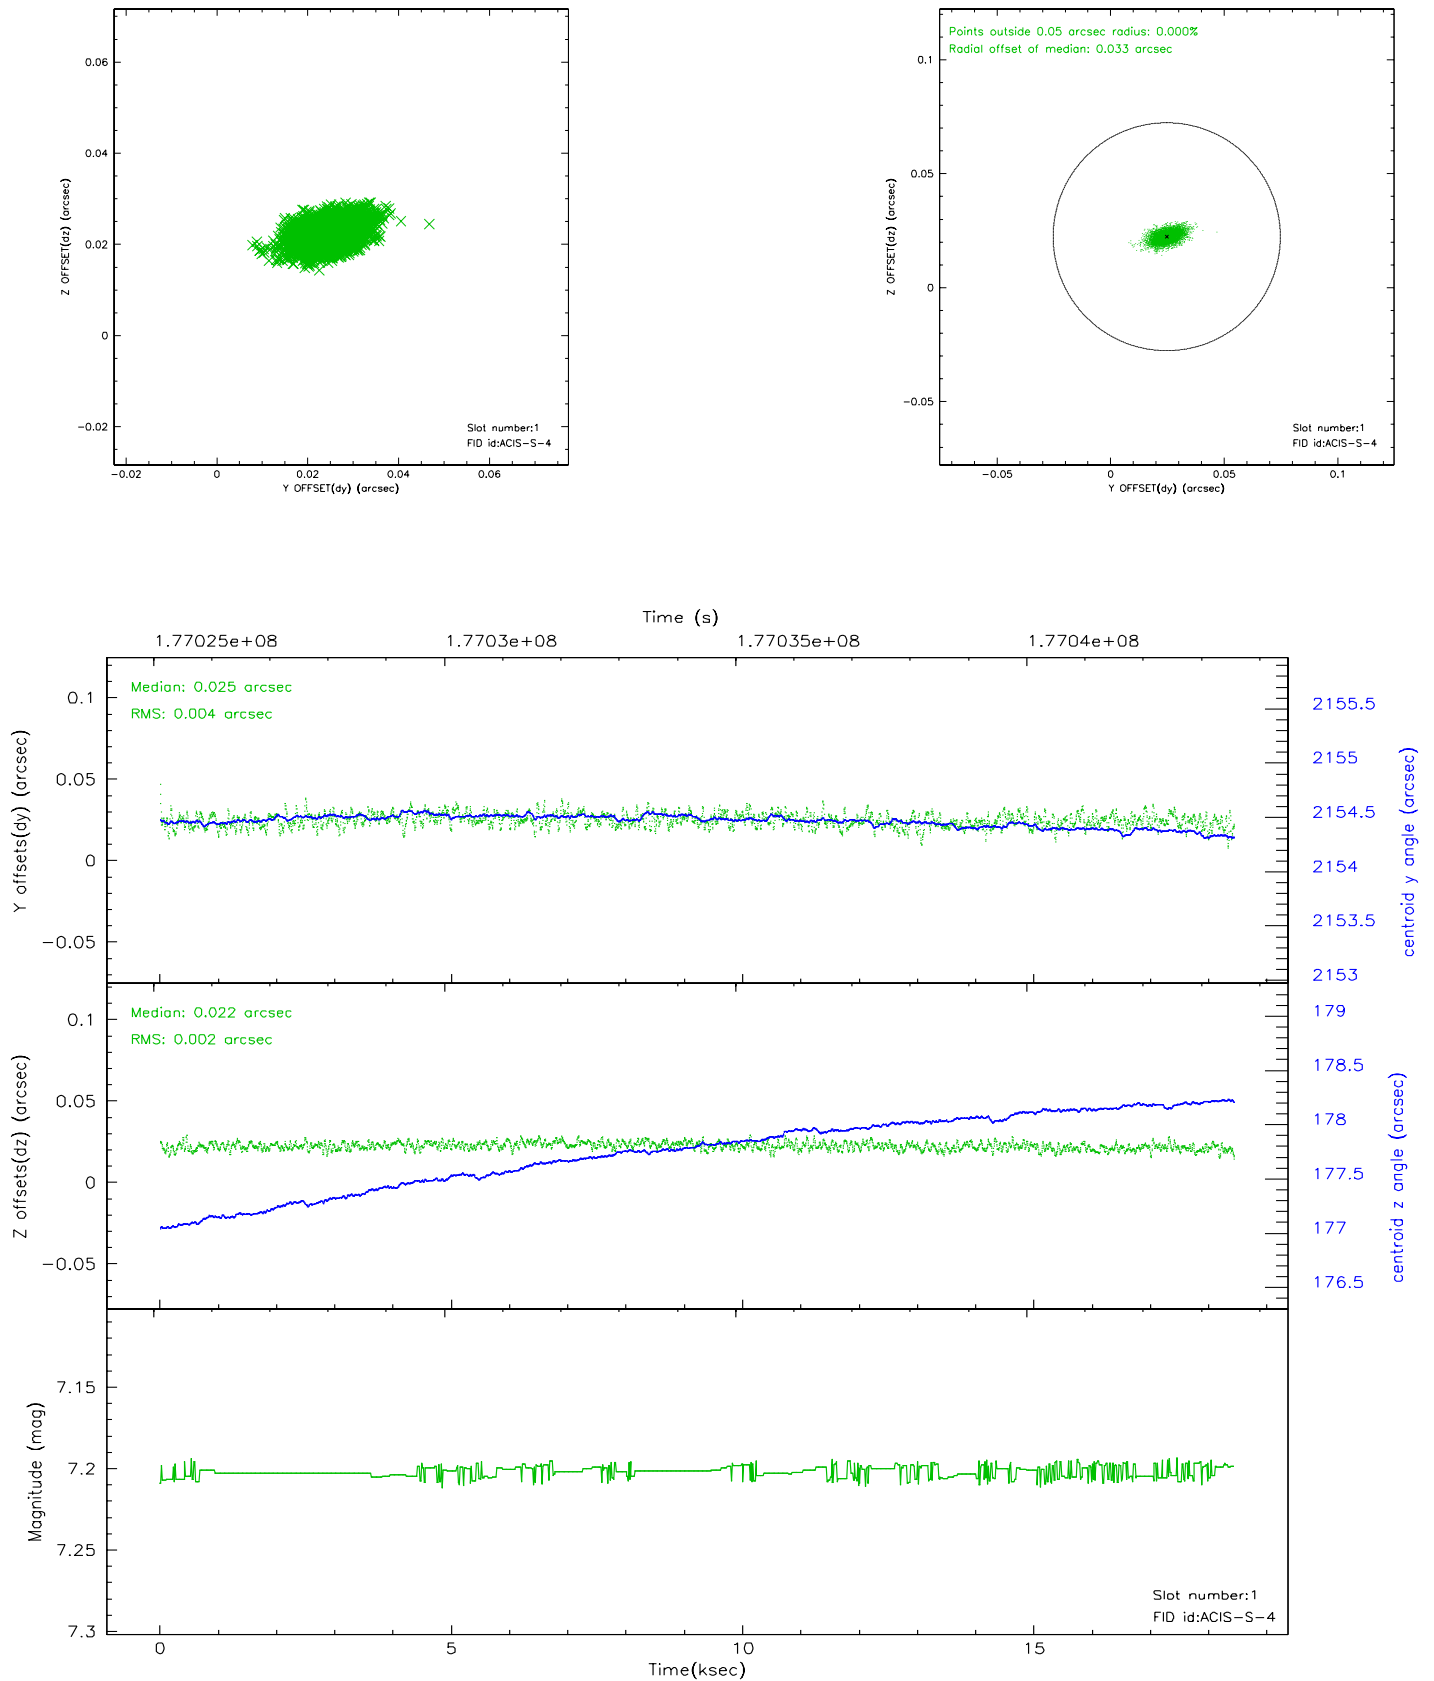 0.06
0.04
0.02
0
-0.02
-0.02
0
0.02
0.04
0.06
Z OFFSET(dz) (arcsec)
Y OFFSET(dy) (arcsec)
Slot number:1
FID id:ACIS-S-4
Points outside 0.05 arcsec radius: 0.000%
Radial offset of median: 0.033 arcsec
0.1
0.05
0
-0.05
-0.05
0
0.05
0.1
Z OFFSET(dz) (arcsec)
Y OFFSET(dy) (arcsec)
Slot number:1
FID id:ACIS-S-4
Time (s)
1.77025e+08
1.7703e+08
1.77035e+08
1.7704e+08
Median: 0.025 arcsec
RMS: 0.004 arcsec
0.1
0.05
0
-0.05
Y offsets(dy) (arcsec)
2155.5
2155
2154.5
2154
2153.5
2153
centroid y angle (arcsec)
Median: 0.022 arcsec
RMS: 0.002 arcsec
0.1
0.05
0
-0.05
Z offsets(dz) (arcsec)
179
178.5
178
177.5
177
176.5
centroid z angle (arcsec)
7.15
7.2
7.25
7.3
Magnitude (mag)
Slot number:1
FID id:ACIS-S-4
0
5
10
15
Time(ksec)